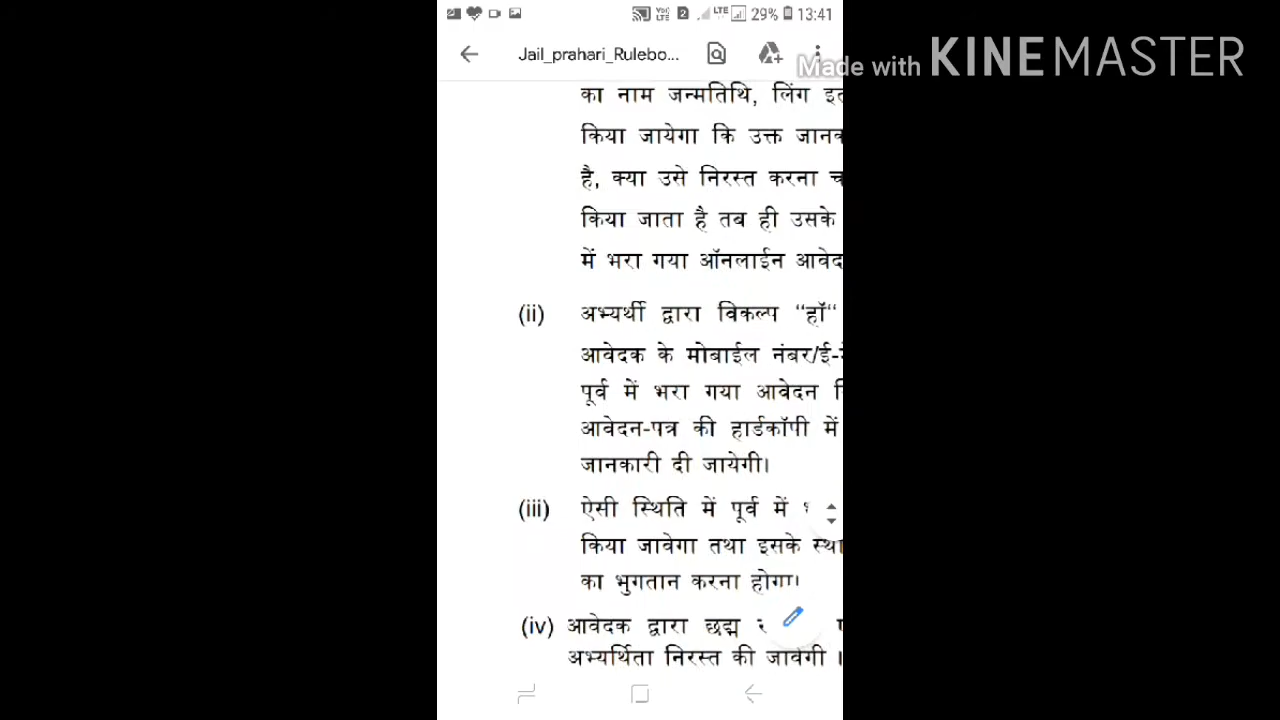 29% 13:41
Jail_prahari_Rulebo...
Made with KINEMASTER
का नाम जन्मतिथि, लिंग
किया जायेगा कि उक्त
है, क्या उसे निरस्त करना
किया जाता है तब ही उसके
में भरा गया ऑनलाईन
(ii) अभ्यर्थी द्वारा विकल्प “हॉ“
आवेदक के मोबाईल नंबर/ई-
पूर्व में भरा गया आवेदन
आवेदन-पत्र की हार्डकॉपी में
जानकारी दी जायेगी।
(iii) ऐसी स्थिति में पूर्व में
किया जावेगा तथा इसके
का भुगतान करना होगा।
(iv) आवेदक द्वारा छद्म
अभ्यर्थिता निरस्त की जावेगी ।